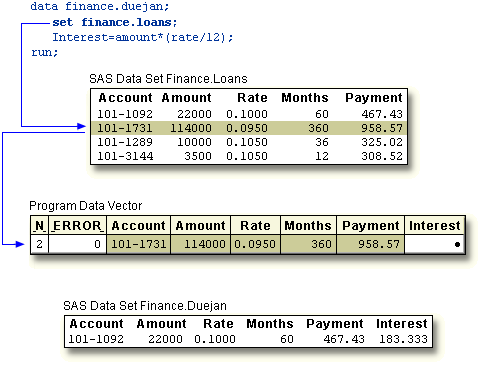 data finance.duejan;
set finance.loans;
Interest=amount*(rate/12);
run;
SAS Data Set Finance.Loans
Account Amount Rate Months Payment
101-1092 22000 0.1000 60 467.43
101-1731 114000 0.0950 360 958.57
101-1289 10000 0.1050 36 325.02
101-3144 3500 0.1050 12 308.52
Program Data Vector
_N_ _ERROR_ Account Amount Rate Months Payment Interest
2 0 101-1731 114000 0.0950 360 958.57 •
SAS Data Set Finance.Duejan
Account Amount Rate Months Payment Interest
101-1092 22000 0.1000 60 467.43 183.333